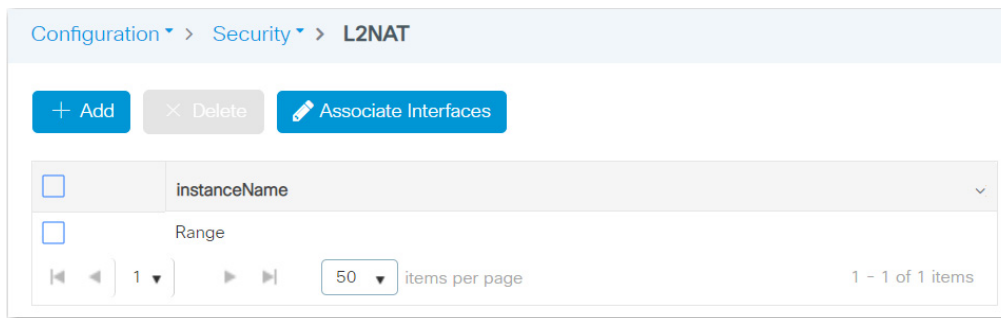 Configuration > Security > L2NAT
+ Add × Delete Associate Interfaces
instanceName
Range
1 50 items per page 1 - 1 of 1 items